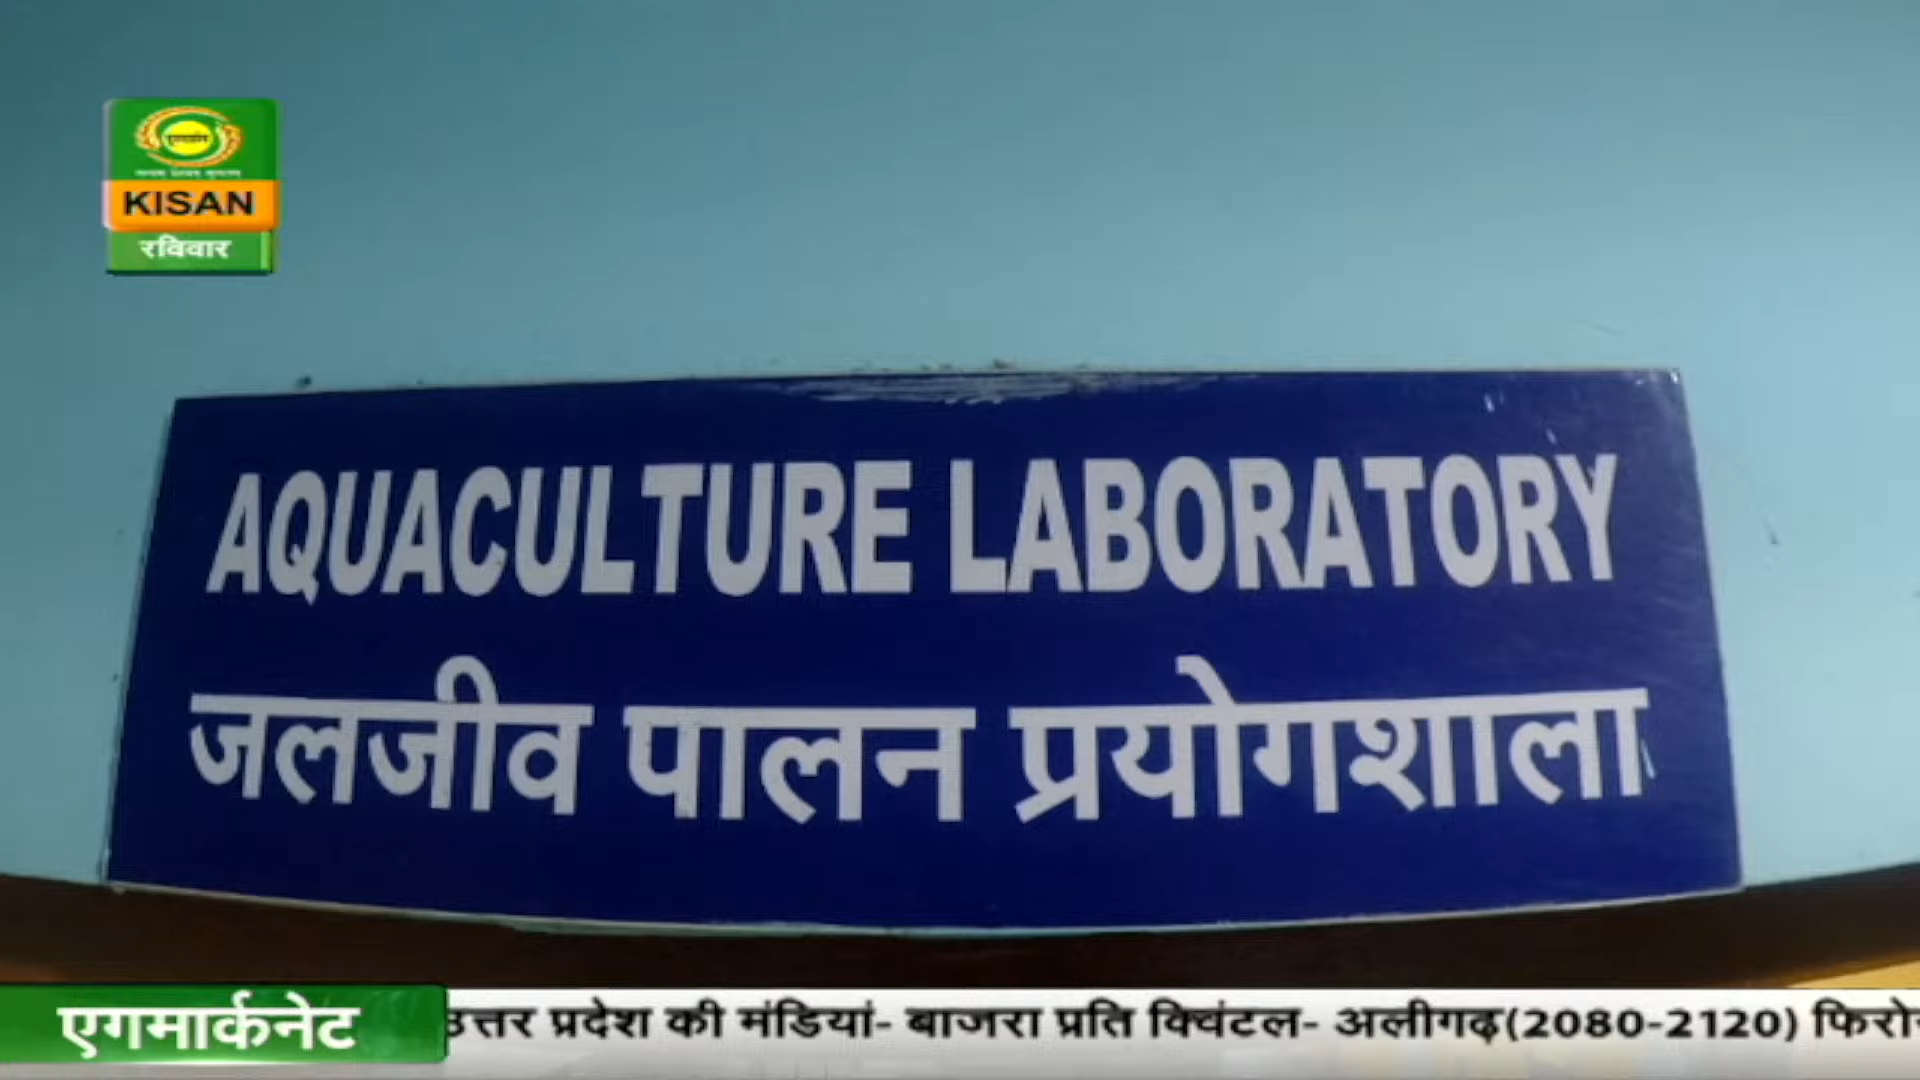 KISAN
रविवार
AQUACULTURE LABORATORY
जलजीव पालन प्रयोगशाला
एगमार्कनेट
उत्तर प्रदेश की मंडियां- बाजरा प्रति क्विंटल- अलीगढ़(2080-2120)